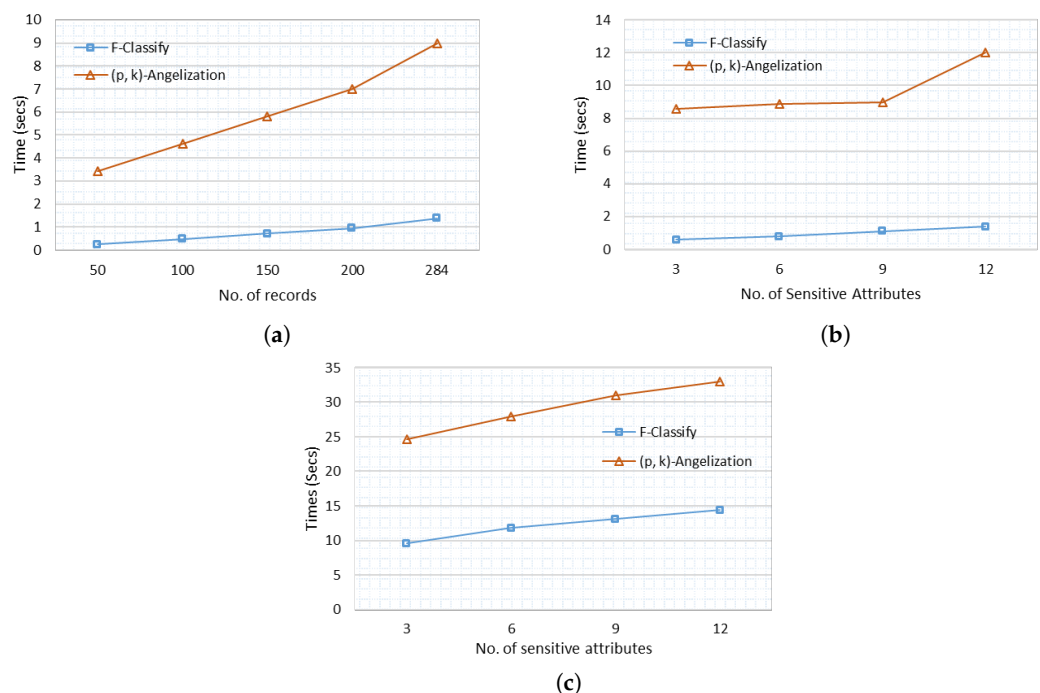 10
9
8
7
6
5
4
3
2
1
0
Time (secs)
F-Classify
(p, k)-Angelization
50 100 150 200 284
No. of records
(a)
14
12
10
8
6
4
2
0
Time (secs)
F-Classify
(p, k)-Angelization
3 6 9 12
No. of Sensitive Attributes
(b)
35
30
25
20
15
10
5
0
Times (Secs)
F-Classify
(p, k)-Angelization
3 6 9 12
No. of sensitive attributes
(c)